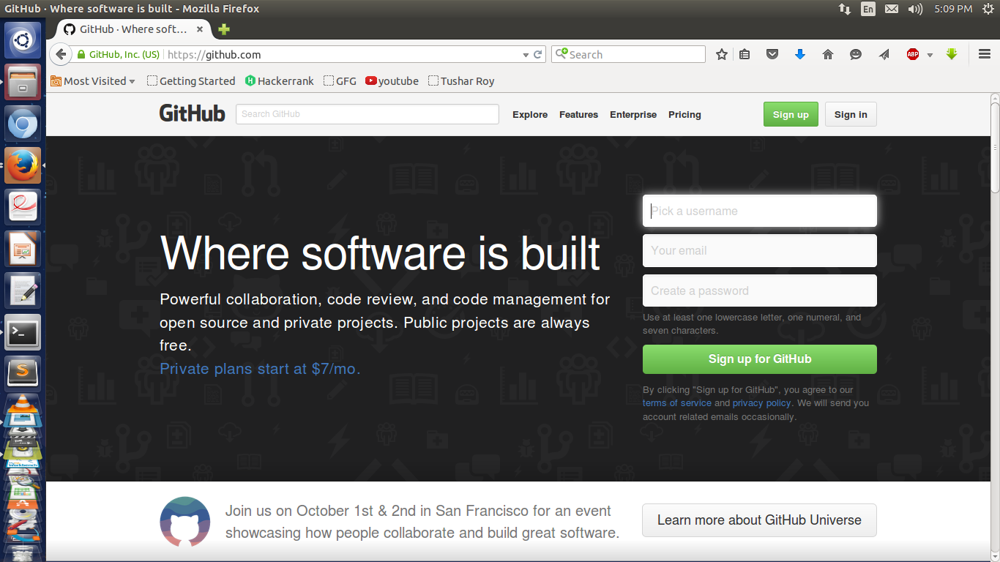 GitHub · Where software is built - Mozilla Firefox
En
5:09 PM
GitHub · Where soft...
GitHub, Inc. (US)
https://github.com
Search
ABP
Most Visited
Getting Started
Hackerrank
GFG
youtube
Tushar Roy
GitHub
Search GitHub
Explore
Features
Enterprise
Pricing
Sign up
Sign in
Where software is built
Powerful collaboration, code review, and code management for
open source and private projects. Public projects are always
free.
Private plans start at $7/mo.
Pick a username
Your email
Create a password
Use at least one lowercase letter, one numeral, and
seven characters.
Sign up for GitHub
By clicking "Sign up for GitHub", you agree to our
terms of service and privacy policy. We will send you
account related emails occasionally.
Workbench
Join us on October 1st & 2nd in San Francisco for an event
showcasing how people collaborate and build great software.
Learn more about GitHub Universe